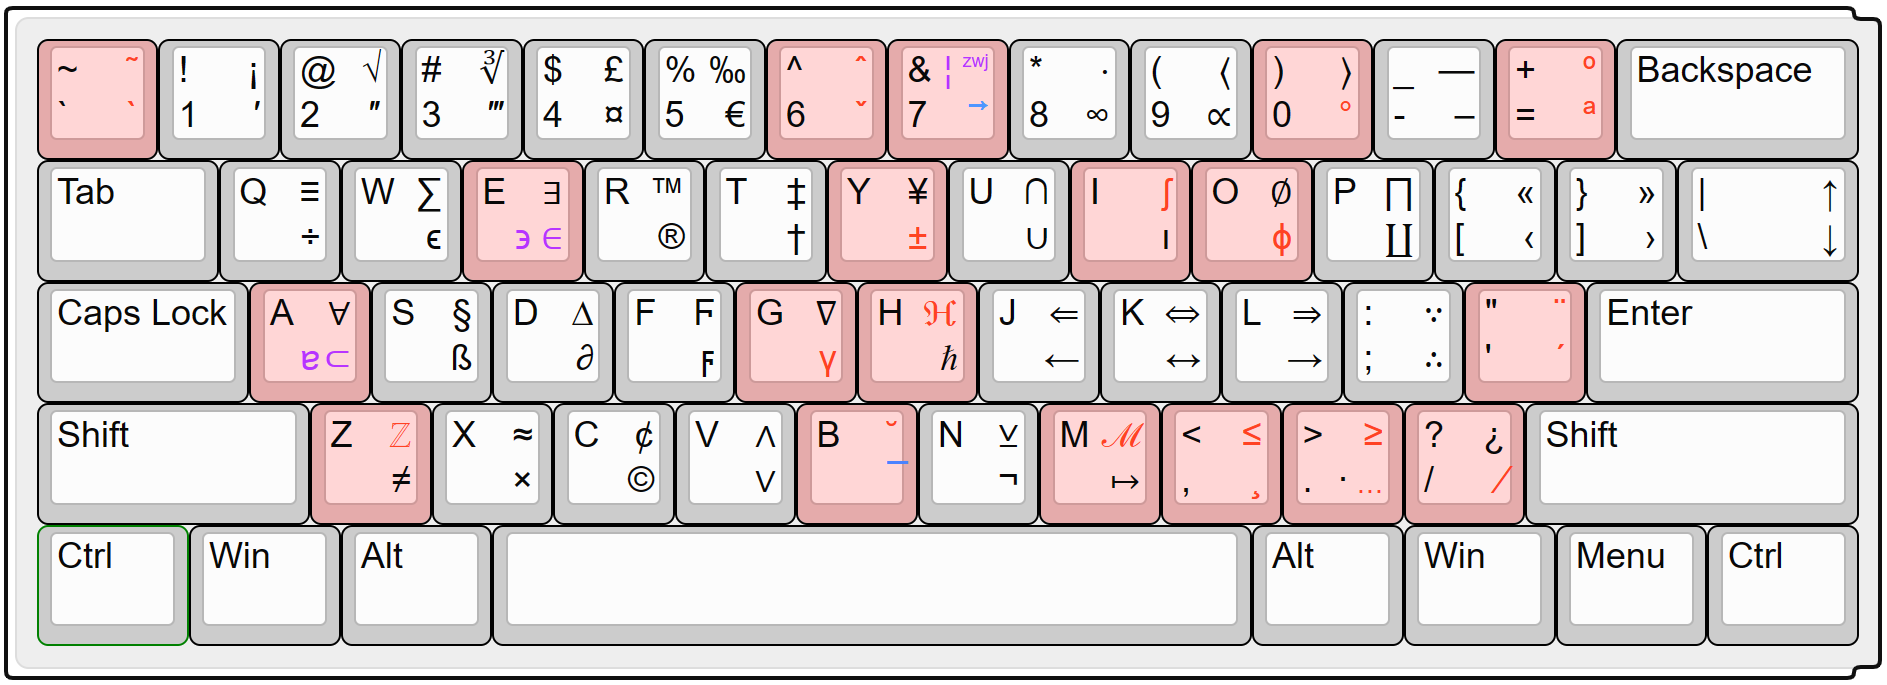 ~ ˜ ! ¡ @ √ # ∛ $ £ % ‰ ^ ˆ & ¦ zwj * · ( ⟨ ) ⟩ _ — + º Backspace
` ` 1 ′ 2 ″ 3 ‴ 4 ¤ 5 € 6 ˇ 7 → 8 ∞ 9 ∝ 0 ° - – = ª
Tab Q ≡ W ∑ E ∃ R ™ T ‡ Y ¥ U ∩ I ∫ O ∅ P ∏ { « } » | ↑
÷ ϵ ɜ ∈ ® † ± ∪ ı ϕ ∐ [ ‹ ] › \ ↓
Caps Lock A ∀ S § D ∆ F Ϝ G ∇ H ℌ J ⇐ K ⇔ L ⇒ : ∵ " ¨ Enter
ɐ ⊂ ß ∂ ϝ γ ℏ ← ↔ → ; ∴ ' ´
Shift Z ℤ X ≈ C ¢ V ∧ B ˘ N ⊻ M ℳ < ≤ > ≥ ? ¿ Shift
≠ × © ∨ – ¬ ↦ , ¸ . · … / ⁄
Ctrl Win Alt Alt Win Menu Ctrl